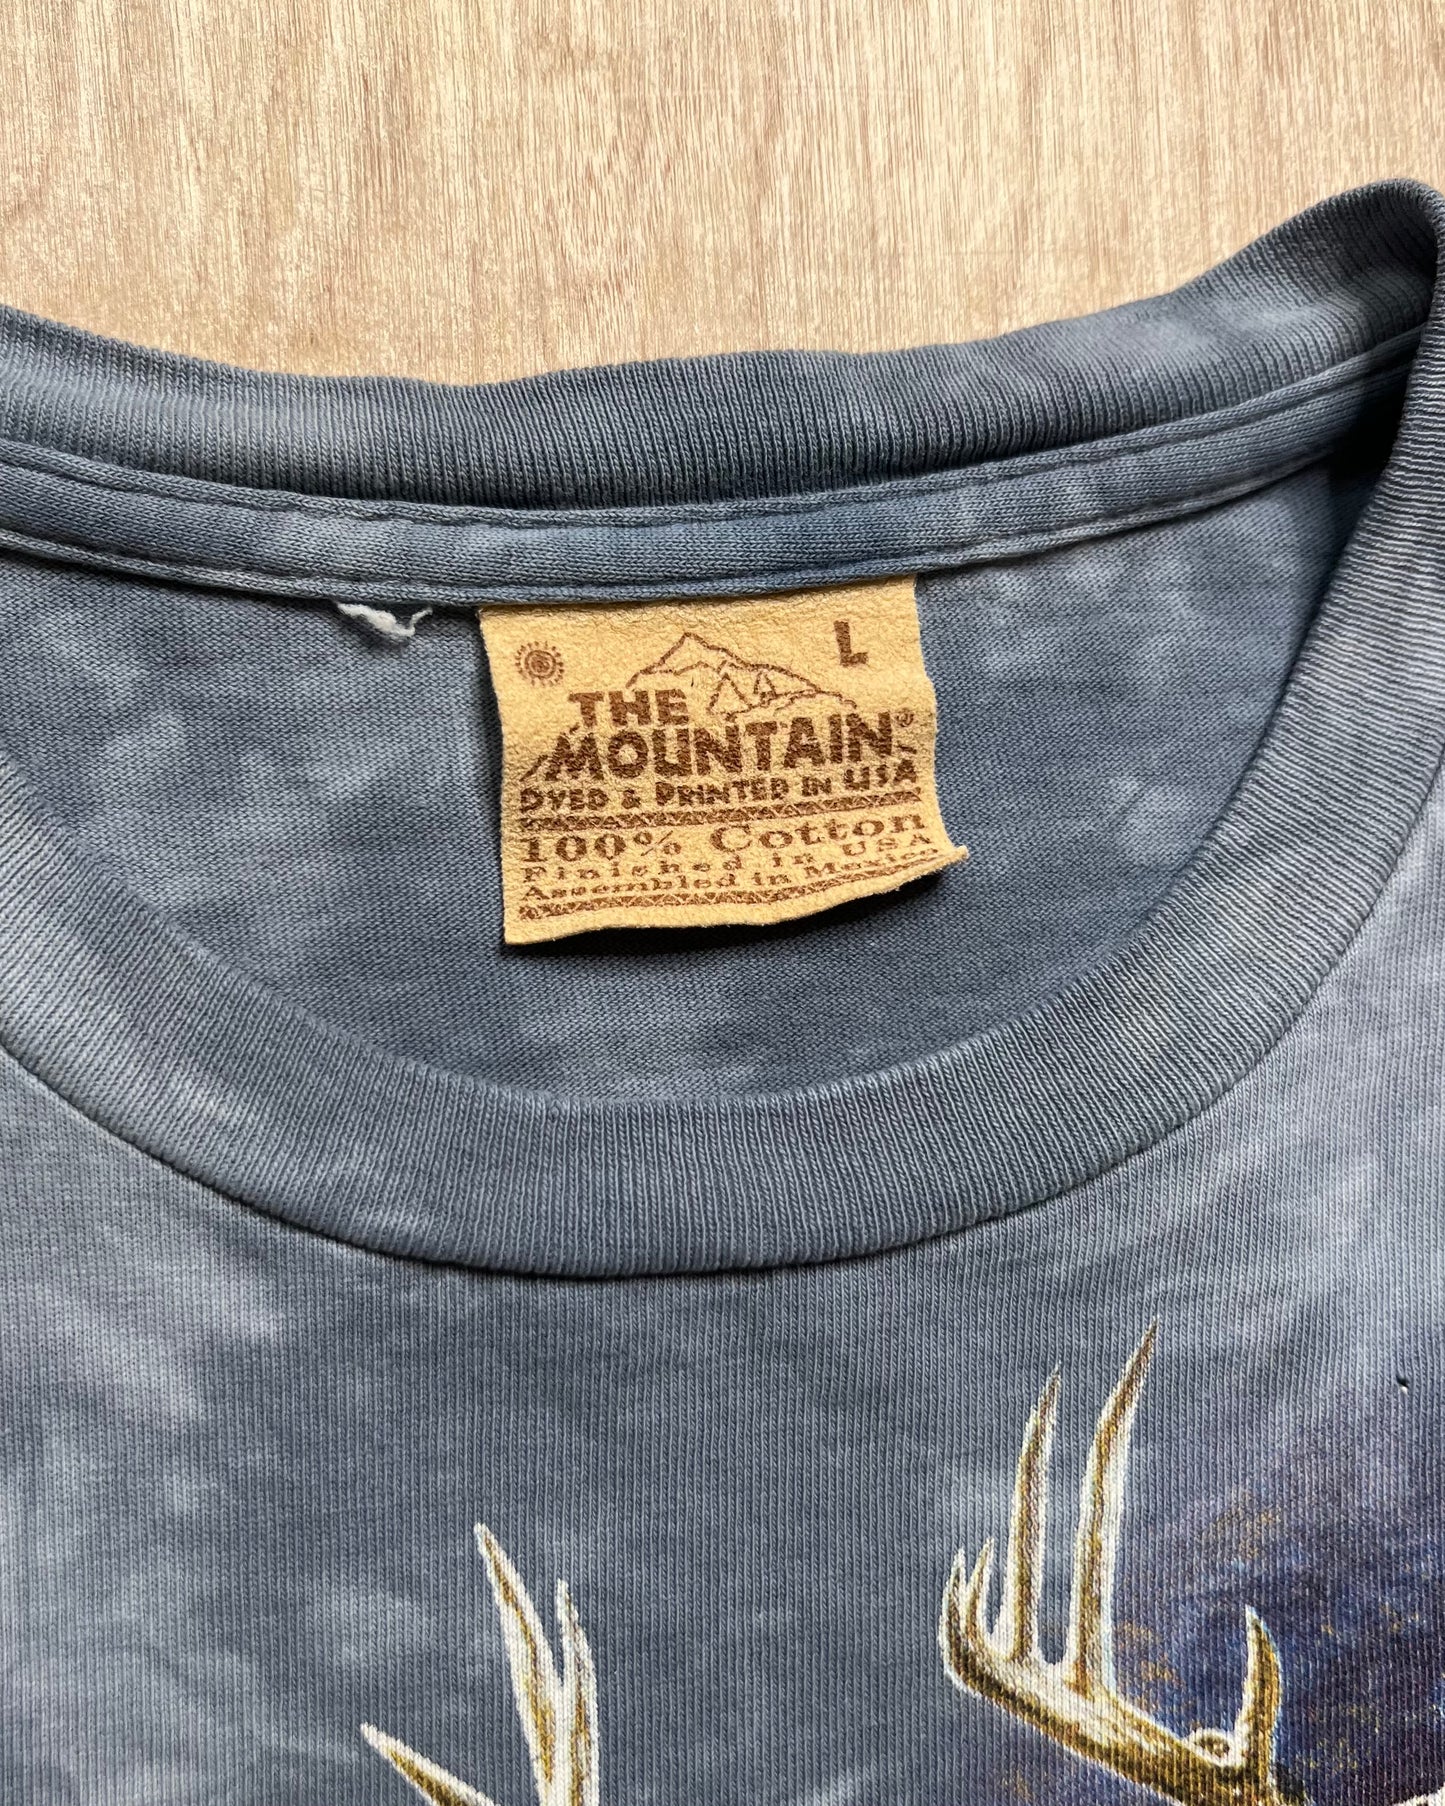 L
THE
MOUNTAIN®
DYED & PRINTED IN USA
100% Cotton
Finished in USA
Assembled in Mexico